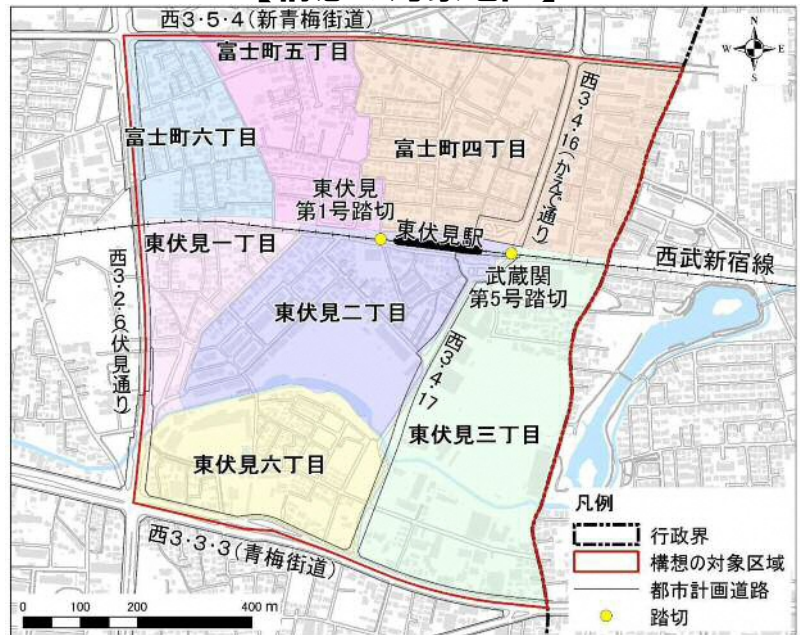 西3・5・4(新青梅街道)
N
W
E
S
富士町五丁目
富士町六丁目
富士町四丁目
西3・4・16(かえで通り)
東伏見
第1号踏切
東伏見駅
東伏見一丁目
西武新宿線
武蔵関
第5号踏切
西3・2・6(伏見通り)
東伏見二丁目
西3・4・17
東伏見三丁目
東伏見六丁目
西3・3・3(青梅街道)
凡例
行政界
構想の対象区域
都市計画道路
踏切
0 100 200 400 m